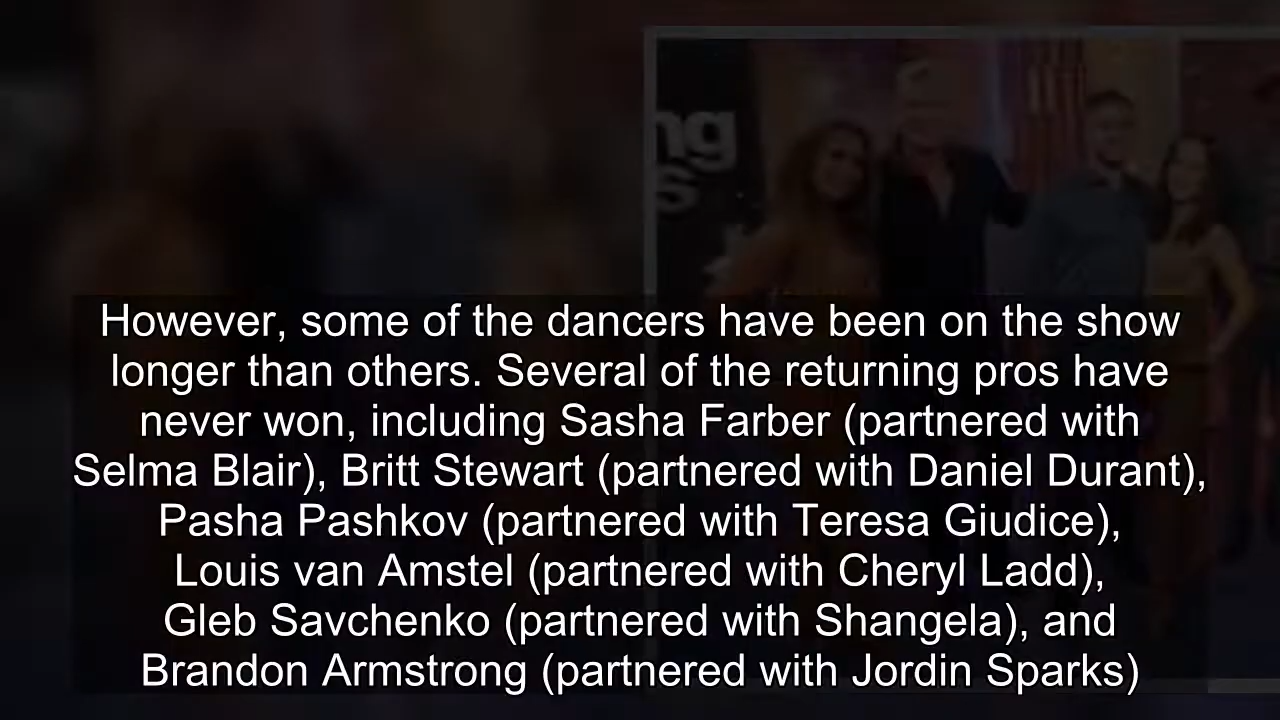 ng
s
However, some of the dancers have been on the show
longer than others. Several of the returning pros have
never won, including Sasha Farber (partnered with
Selma Blair), Britt Stewart (partnered with Daniel Durant),
Pasha Pashkov (partnered with Teresa Giudice),
Louis van Amstel (partnered with Cheryl Ladd),
Gleb Savchenko (partnered with Shangela), and
Brandon Armstrong (partnered with Jordin Sparks)